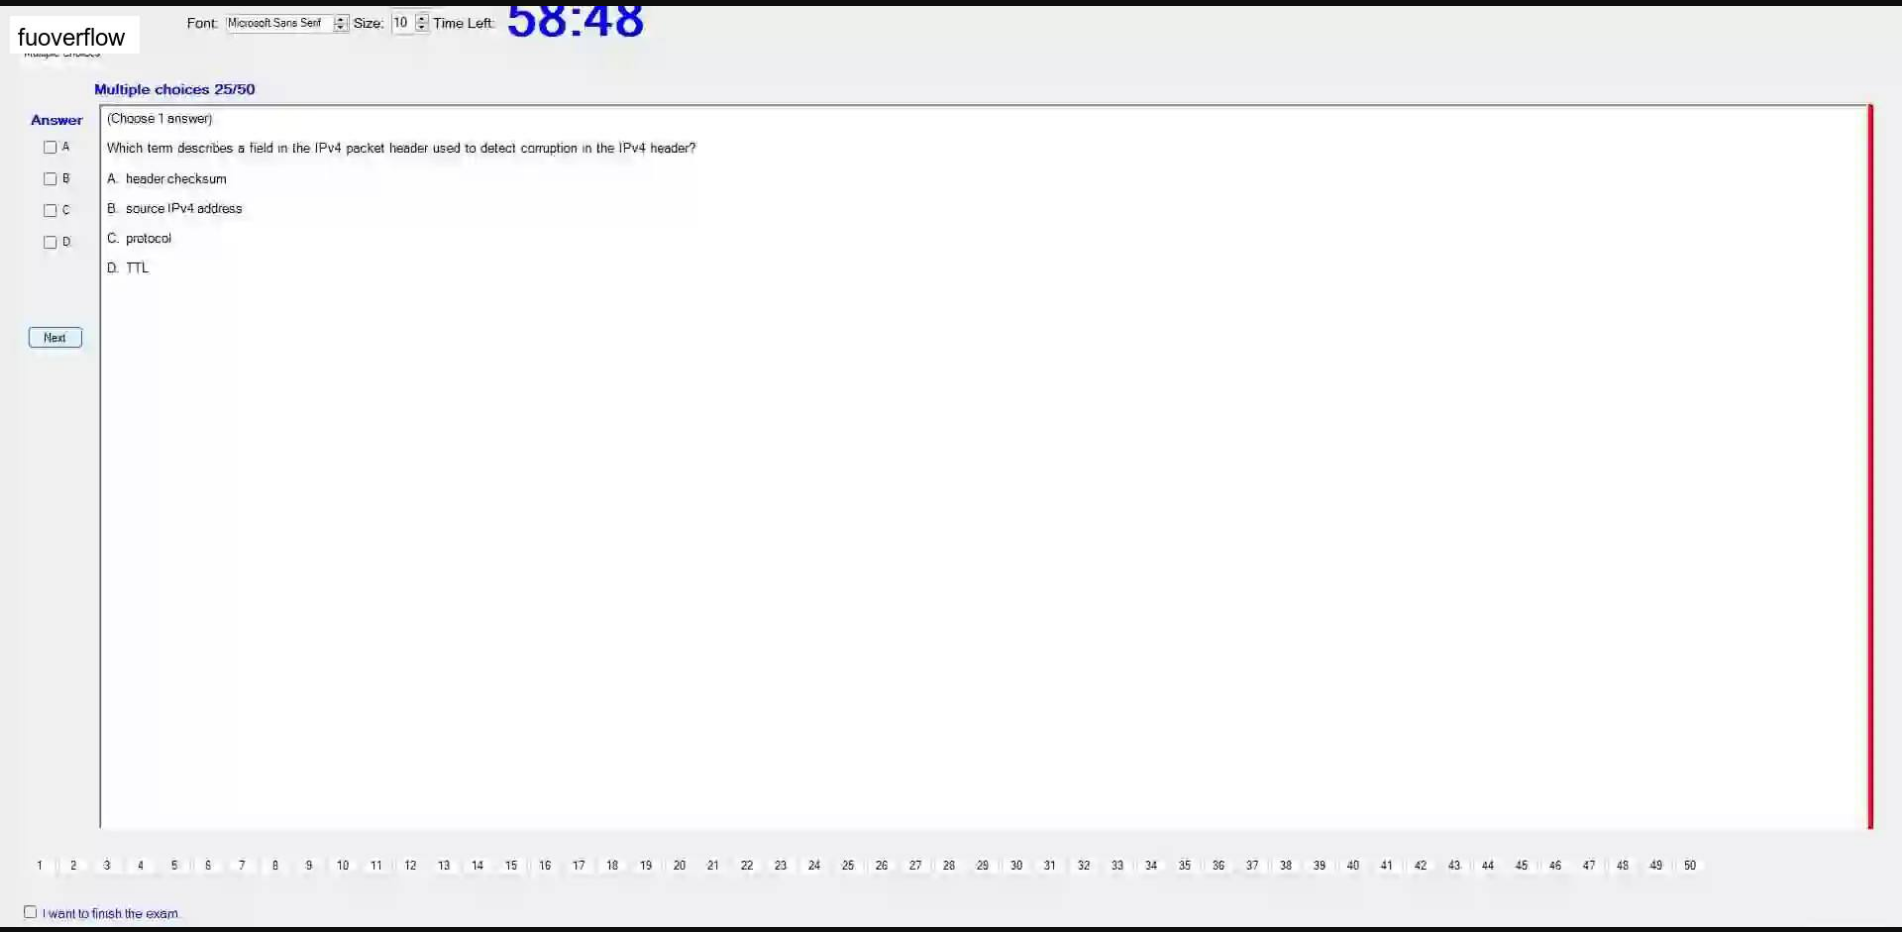 fuoverflow
Font: Microsoft Sans Serif Size: 10 Time Left: 58:48
Multiple choices
Multiple choices 25/50
Answer
(Choose 1 answer)
A
Which term describes a field in the IPv4 packet header used to detect corruption in the IPv4 header?
B
A. header checksum
C
B. source IPv4 address
D
C. protocol
D. TTL
Next
1 2 3 4 5 6 7 8 9 10 11 12 13 14 15 16 17 18 19 20 21 22 23 24 25 26 27 28 29 30 31 32 33 34 35 36 37 38 39 40 41 42 43 44 45 46 47 48 49 50
I want to finish the exam.